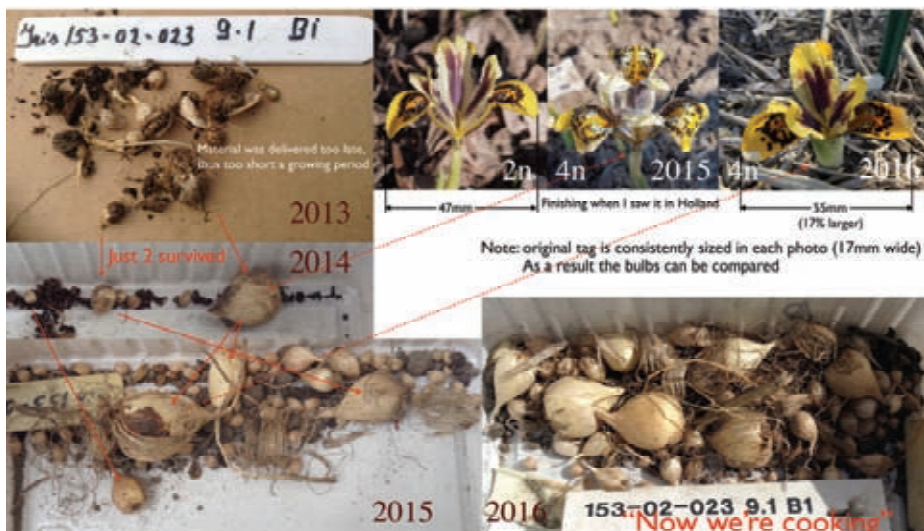 Iris 153-02-023 9.1 B1
Material was delivered too late,
thus too short a growing period
2013
2n
4n
2015
4n
2016
47mm
Finishing when I saw it in Holland
55mm
(17% larger)
Note: original tag is consistently sized in each photo (17mm wide)
As a result the bulbs can be compared
Just 2 survived
2014
2015
2016
153-02-023 9.1 B1
"Now we're cooking"